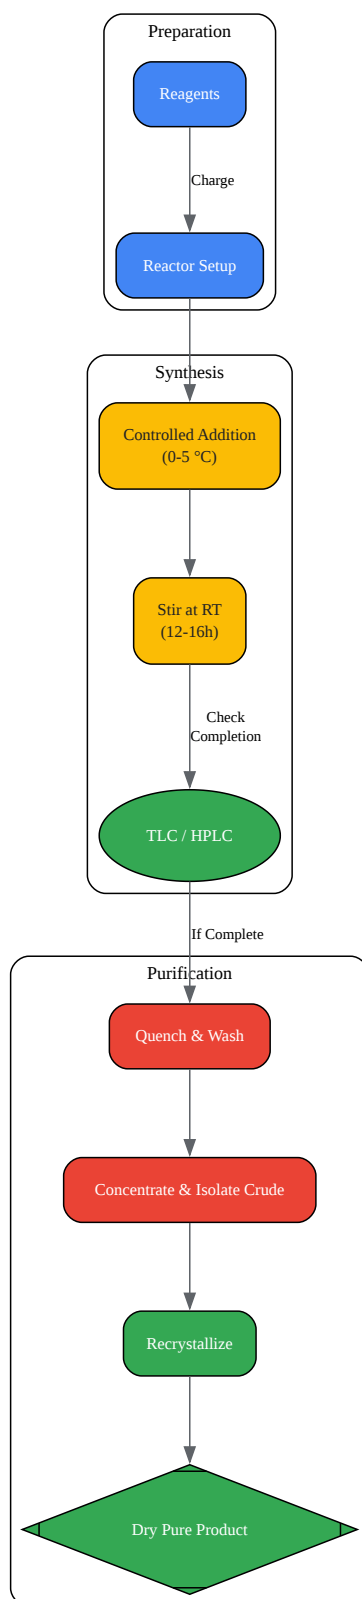 Preparation
Reagents
Charge
Reactor Setup
Synthesis
Controlled Addition
(0-5 °C)
Stir at RT
(12-16h)
Check
Completion
TLC / HPLC
If Complete
Purification
Quench & Wash
Concentrate & Isolate Crude
Recrystallize
Dry Pure Product